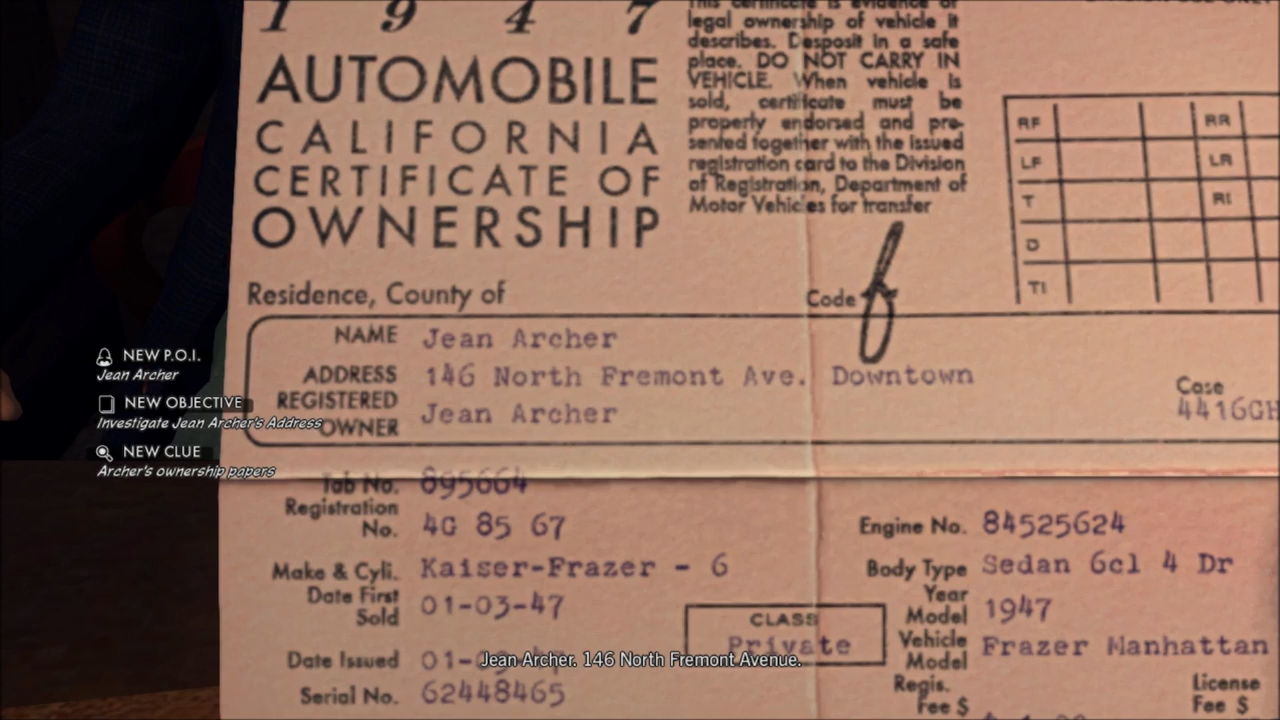 1 9 4 7
AUTOMOBILE
CALIFORNIA
CERTIFICATE OF
OWNERSHIP
This certificate is evidence of
legal ownership of vehicle it
describes. Desposit in a safe
place. DO NOT CARRY IN
VEHICLE. When vehicle is
sold, certificate must be
properly endorsed and pre-
sented together with the issued
registration card to the Division
of Registration, Department of
Motor Vehicles for transfer
RF RR
LF LR
T RI
D
TI
Residence, County of
Code f
NAME Jean Archer
ADDRESS 146 North Fremont Ave. Downtown
REGISTERED OWNER Jean Archer
Case
4416GH
NEW P.O.I.
Jean Archer
NEW OBJECTIVE
Investigate Jean Archer's Address
NEW CLUE
Archer's ownership papers
Tab No. 895664
Registration No. 4G 85 67
Make & Cyli. Kaiser-Frazer - 6
Date First Sold 01-03-47
Date Issued 01-
Serial No. 62448465
CLASS
Private
Engine No. 84525624
Body Type Sedan 6cl 4 Dr
Year Model 1947
Vehicle Model Frazer Manhattan
Regis. Fee $
License Fee $
Jean Archer. 146 North Fremont Avenue.